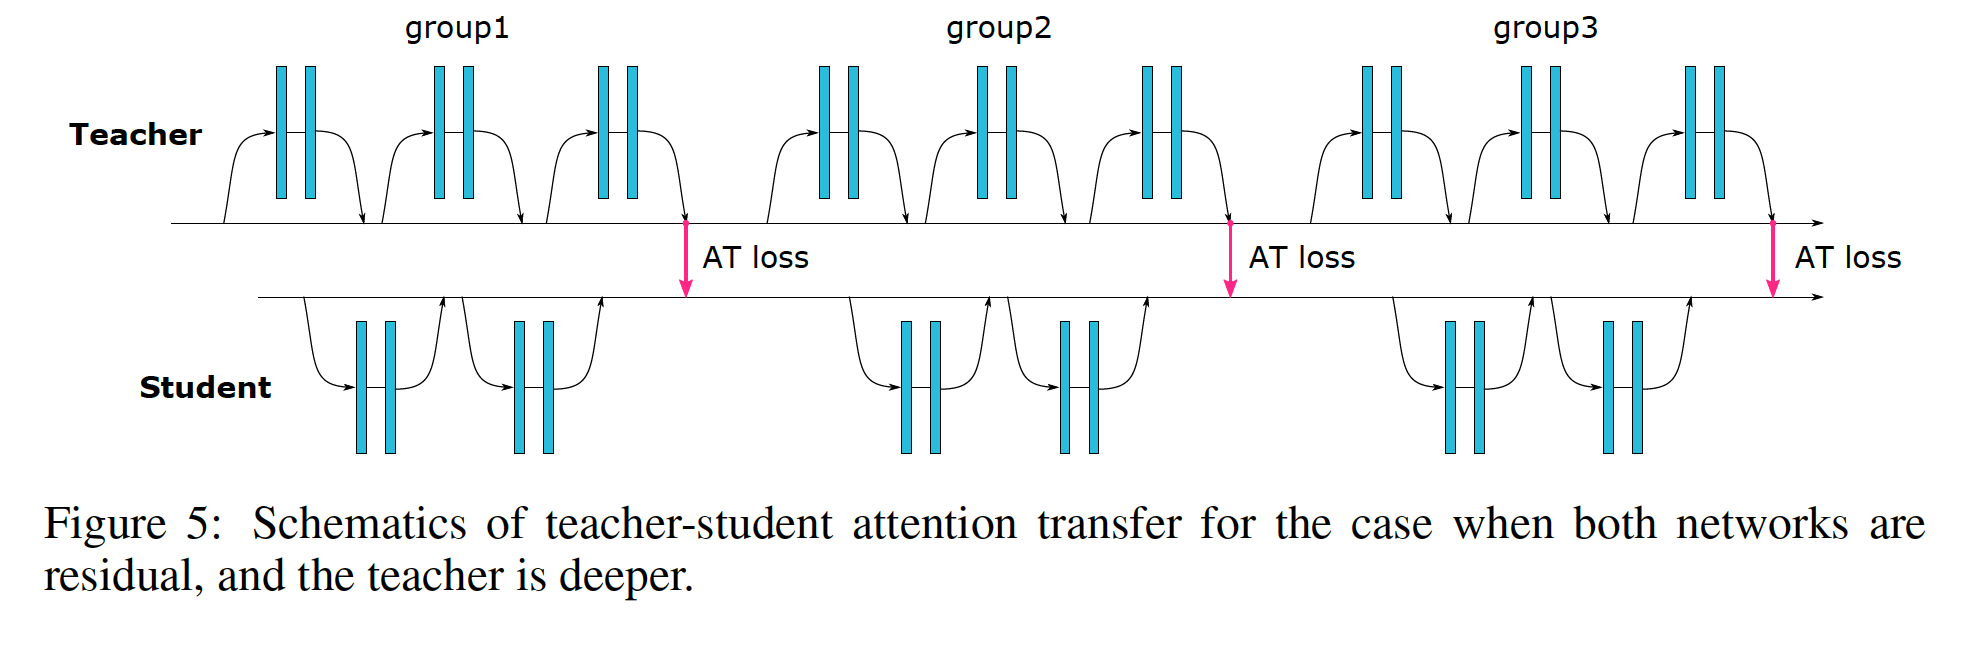 group1 group2 group3
Teacher
AT loss AT loss AT loss
Student
Figure 5: Schematics of teacher-student attention transfer for the case when both networks are
residual, and the teacher is deeper.